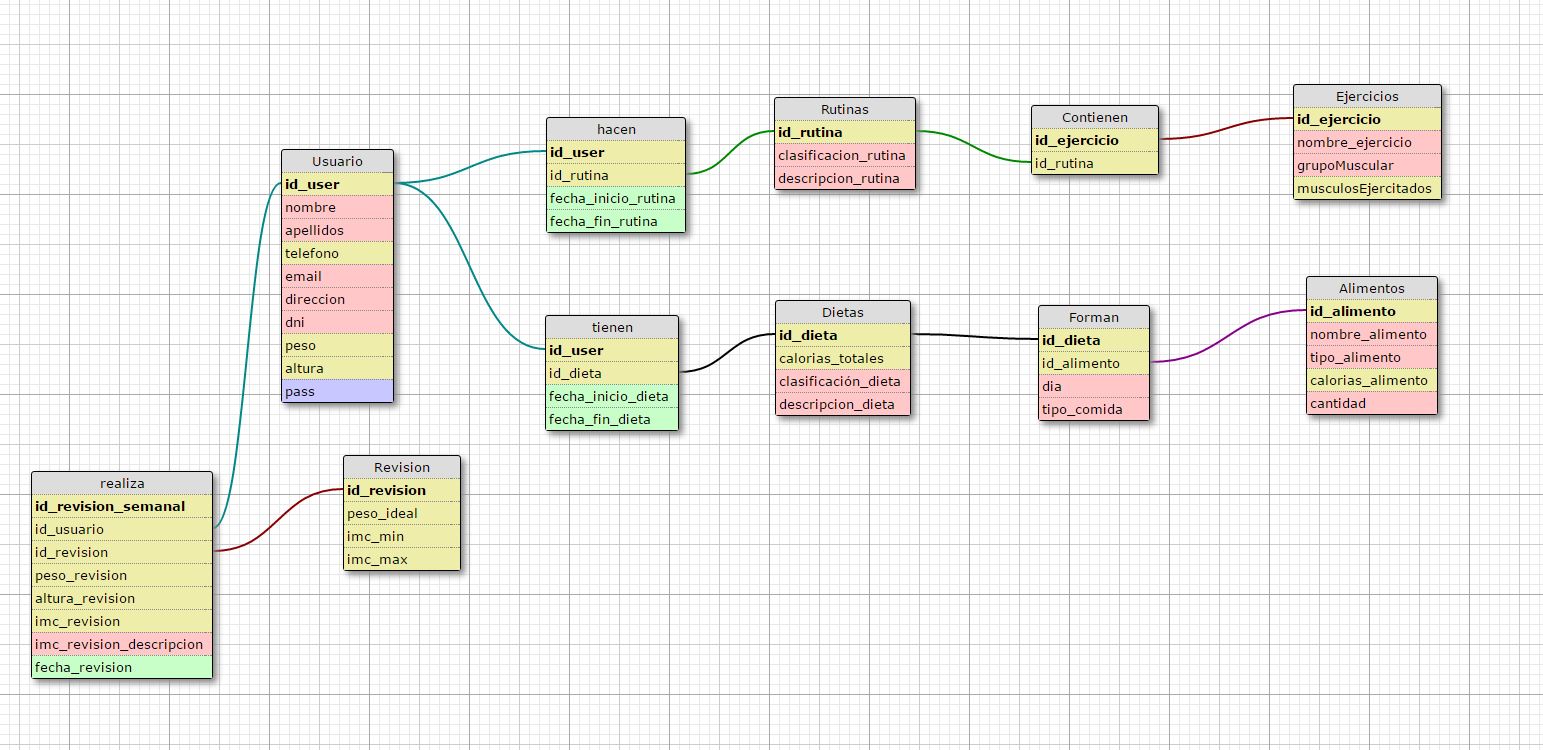 Usuario
id_user
nombre
apellidos
telefono
email
direccion
dni
peso
altura
pass
hacen
id_user
id_rutina
fecha_inicio_rutina
fecha_fin_rutina
Rutinas
id_rutina
clasificacion_rutina
descripcion_rutina
Contienen
id_ejercicio
id_rutina
Ejercicios
id_ejercicio
nombre_ejercicio
grupoMuscular
musculosEjercitados
tienen
id_user
id_dieta
fecha_inicio_dieta
fecha_fin_dieta
Dietas
id_dieta
calorias_totales
clasificación_dieta
descripcion_dieta
Forman
id_dieta
id_alimento
dia
tipo_comida
Alimentos
id_alimento
nombre_alimento
tipo_alimento
calorias_alimento
cantidad
realiza
id_revision_semanal
id_usuario
id_revision
peso_revision
altura_revision
imc_revision
imc_revision_descripcion
fecha_revision
Revision
id_revision
peso_ideal
imc_min
imc_max